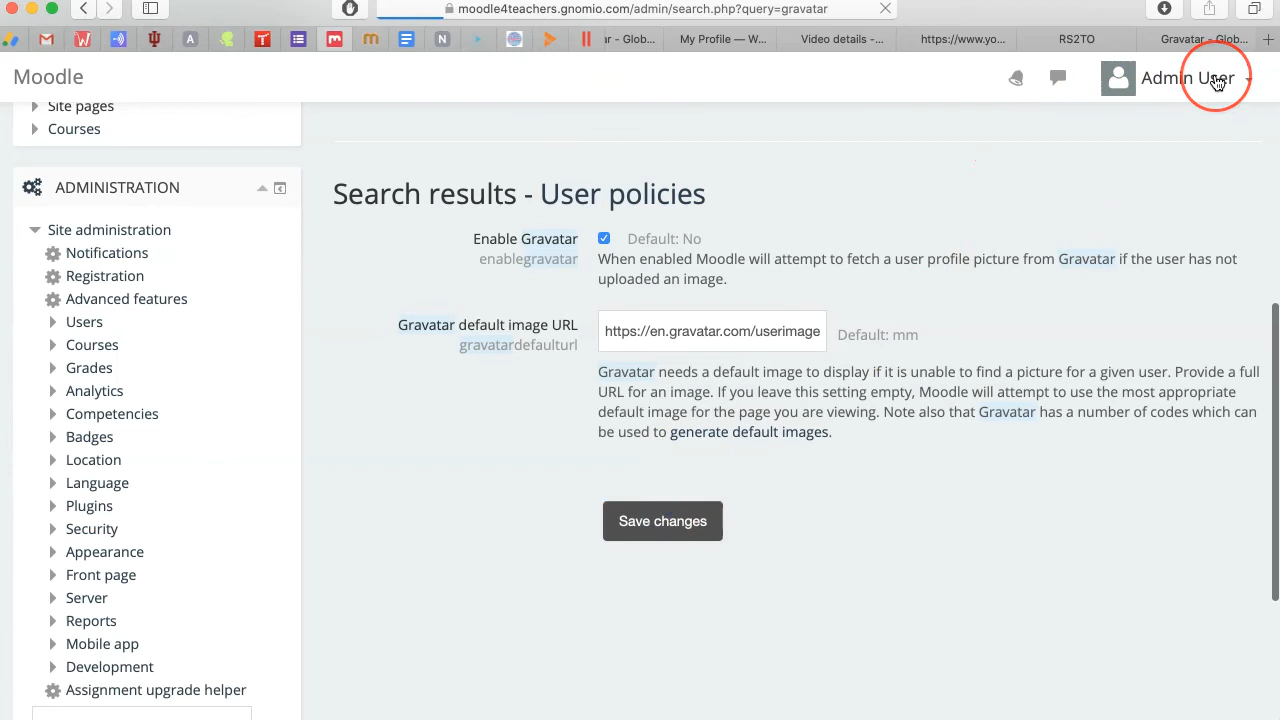 moodle4teachers.gnomio.com/admin/search.php?query=gravatar
ar - Glob... My Profile — W... Video details -... https://www.yo... RS2TO Gravatar - Glob...
Moodle
Admin User
Site pages
Courses
ADMINISTRATION
Site administration
Notifications
Registration
Advanced features
Users
Courses
Grades
Analytics
Competencies
Badges
Location
Language
Plugins
Security
Appearance
Front page
Server
Reports
Mobile app
Development
Assignment upgrade helper
Search results - User policies
Enable Gravatar Default: No
enablegravatar
When enabled Moodle will attempt to fetch a user profile picture from Gravatar if the user has not
uploaded an image.
Gravatar default image URL
gravatardefaulturl
https://en.gravatar.com/userimage Default: mm
Gravatar needs a default image to display if it is unable to find a picture for a given user. Provide a full
URL for an image. If you leave this setting empty, Moodle will attempt to use the most appropriate
default image for the page you are viewing. Note also that Gravatar has a number of codes which can
be used to generate default images.
Save changes